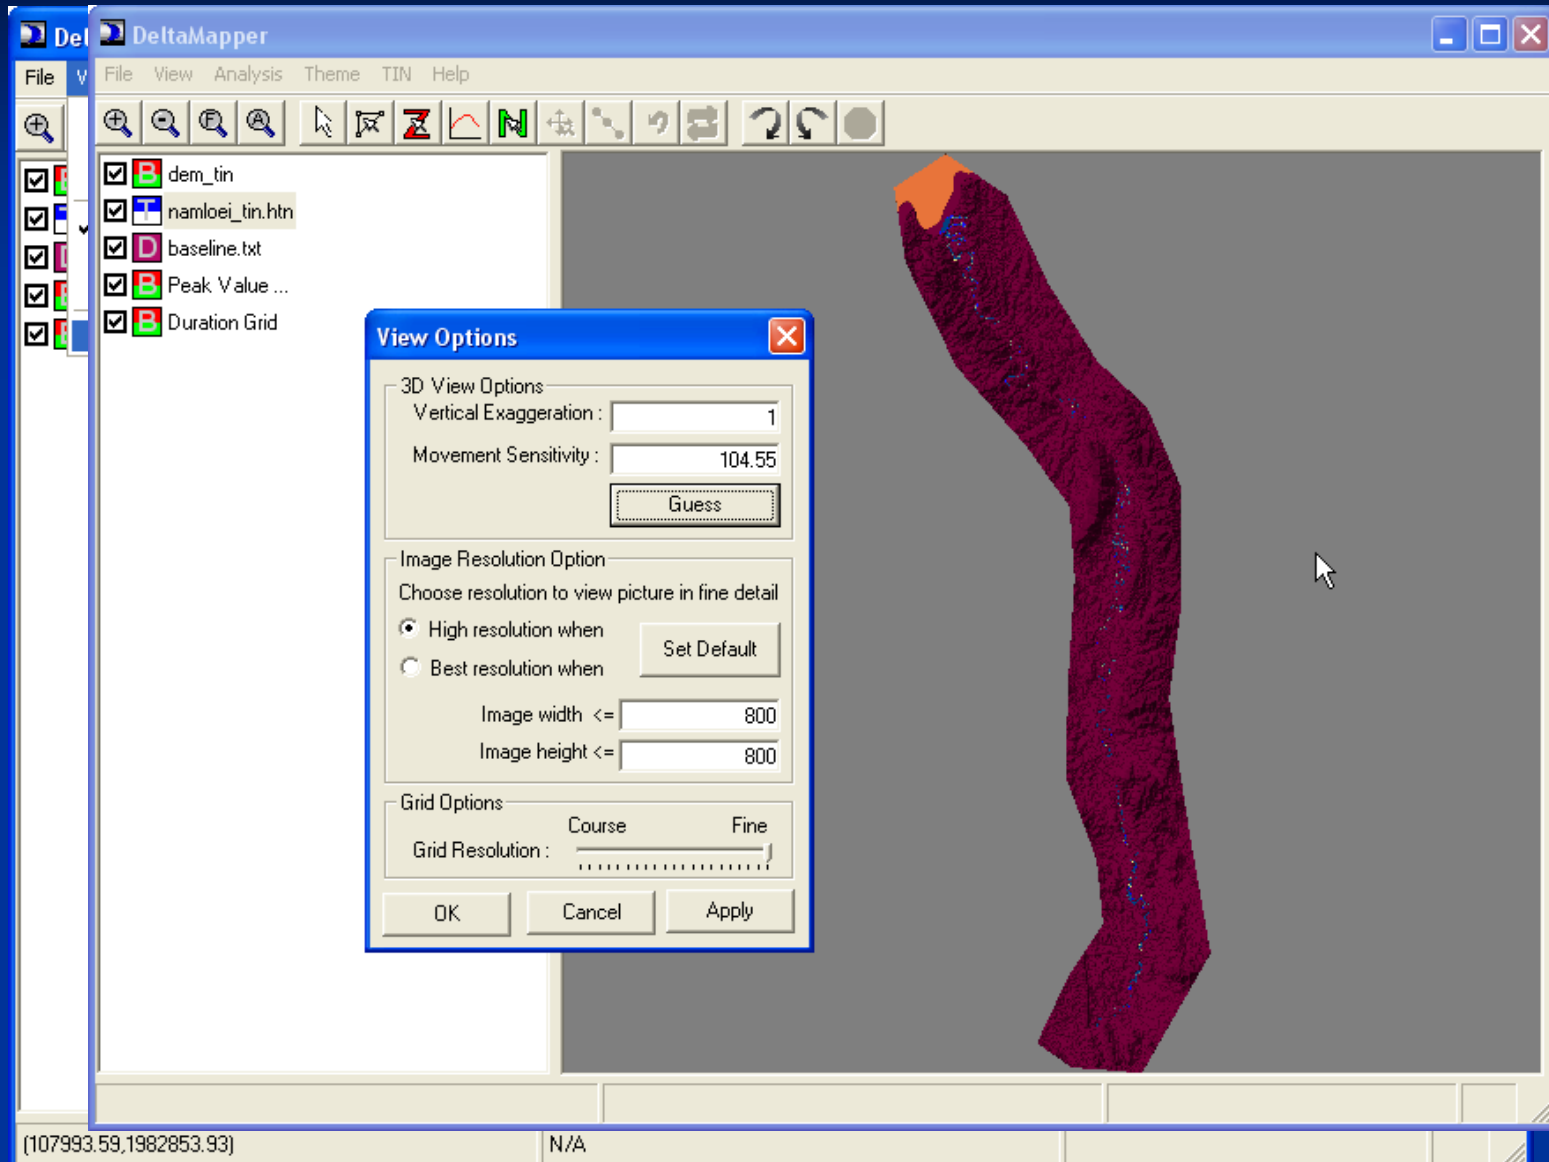 Del
File V
DeltaMapper
File View Analysis Theme TIN Help
F A
B dem_tin
T namloei_tin.htn
D baseline.txt
B Peak Value ...
B Duration Grid
View Options
3D View Options
Vertical Exaggeration : 1
Movement Sensitivity : 104.55
Guess
Image Resolution Option
Choose resolution to view picture in fine detail
High resolution when
Best resolution when
Set Default
Image width <= 800
Image height <= 800
Grid Options
Course Fine
Grid Resolution :
OK Cancel Apply
(107993.59,1982853.93) N/A